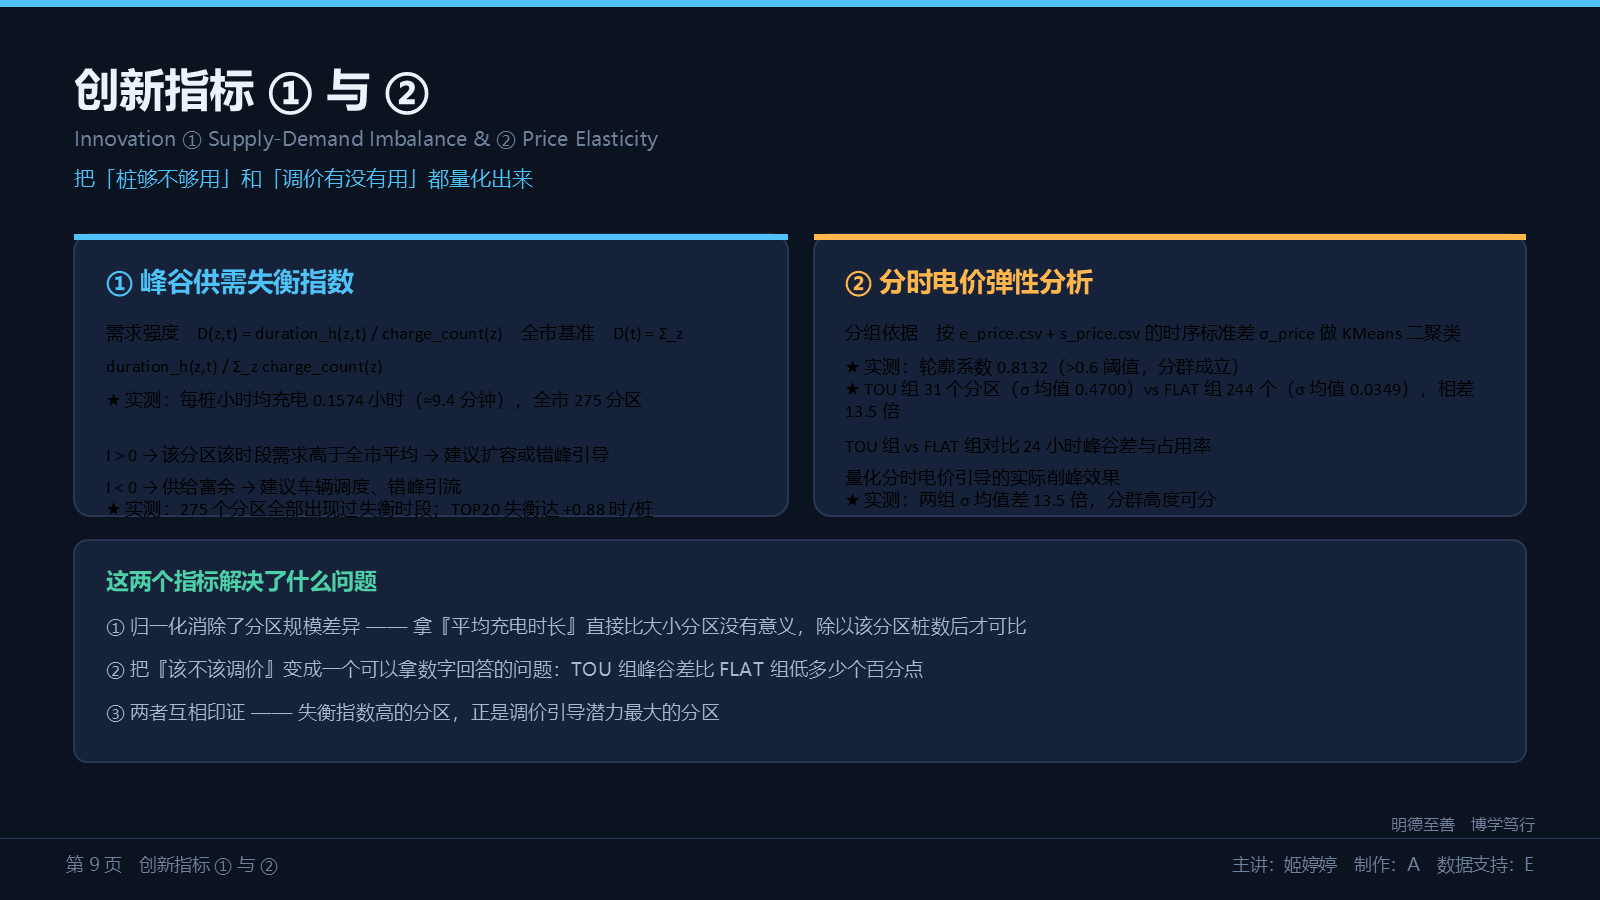 创新指标 ① 与 ②
Innovation ① Supply-Demand Imbalance & ② Price Elasticity
把「桩够不够用」和「调价有没有用」都量化出来
① 峰谷供需失衡指数
需求强度　D(z,t) = duration_h(z,t) / charge_count(z)　全市基准　D̄(t) = Σ_z
duration_h(z,t) / Σ_z charge_count(z)
★ 实测：每桩小时均充电 0.1574 小时（≈9.4 分钟），全市 275 分区
I > 0 → 该分区该时段需求高于全市平均 → 建议扩容或错峰引导
I < 0 → 供给富余 → 建议车辆调度、错峰引流
★ 实测：275 个分区全部出现过失衡时段；TOP20 失衡达 +0.88 时/桩
② 分时电价弹性分析
分组依据　按 e_price.csv + s_price.csv 的时序标准差 σ_price 做 KMeans 二聚类
★ 实测：轮廓系数 0.8132（>0.6 阈值，分群成立）
★ TOU 组 31 个分区（σ 均值 0.4700）vs FLAT 组 244 个（σ 均值 0.0349），相差
13.5 倍
TOU 组 vs FLAT 组对比 24 小时峰谷差与占用率
量化分时电价引导的实际削峰效果
★ 实测：两组 σ 均值差 13.5 倍，分群高度可分
这两个指标解决了什么问题
① 归一化消除了分区规模差异 —— 拿『平均充电时长』直接比大小分区没有意义，除以该分区桩数后才可比
② 把『该不该调价』变成一个可以拿数字回答的问题：TOU 组峰谷差比 FLAT 组低多少个百分点
③ 两者互相印证 —— 失衡指数高的分区，正是调价引导潜力最大的分区
明德至善　博学笃行
第 9 页　创新指标 ① 与 ②
主讲：姬婷婷　制作：A　数据支持：E